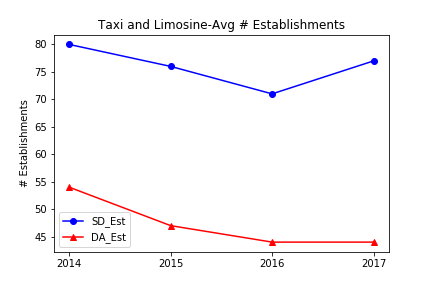 Taxi and Limosine-Avg # Establishments
80
75
70
65
60
55
50
45
# Establishments
SD_Est
DA_Est
2014 2015 2016 2017